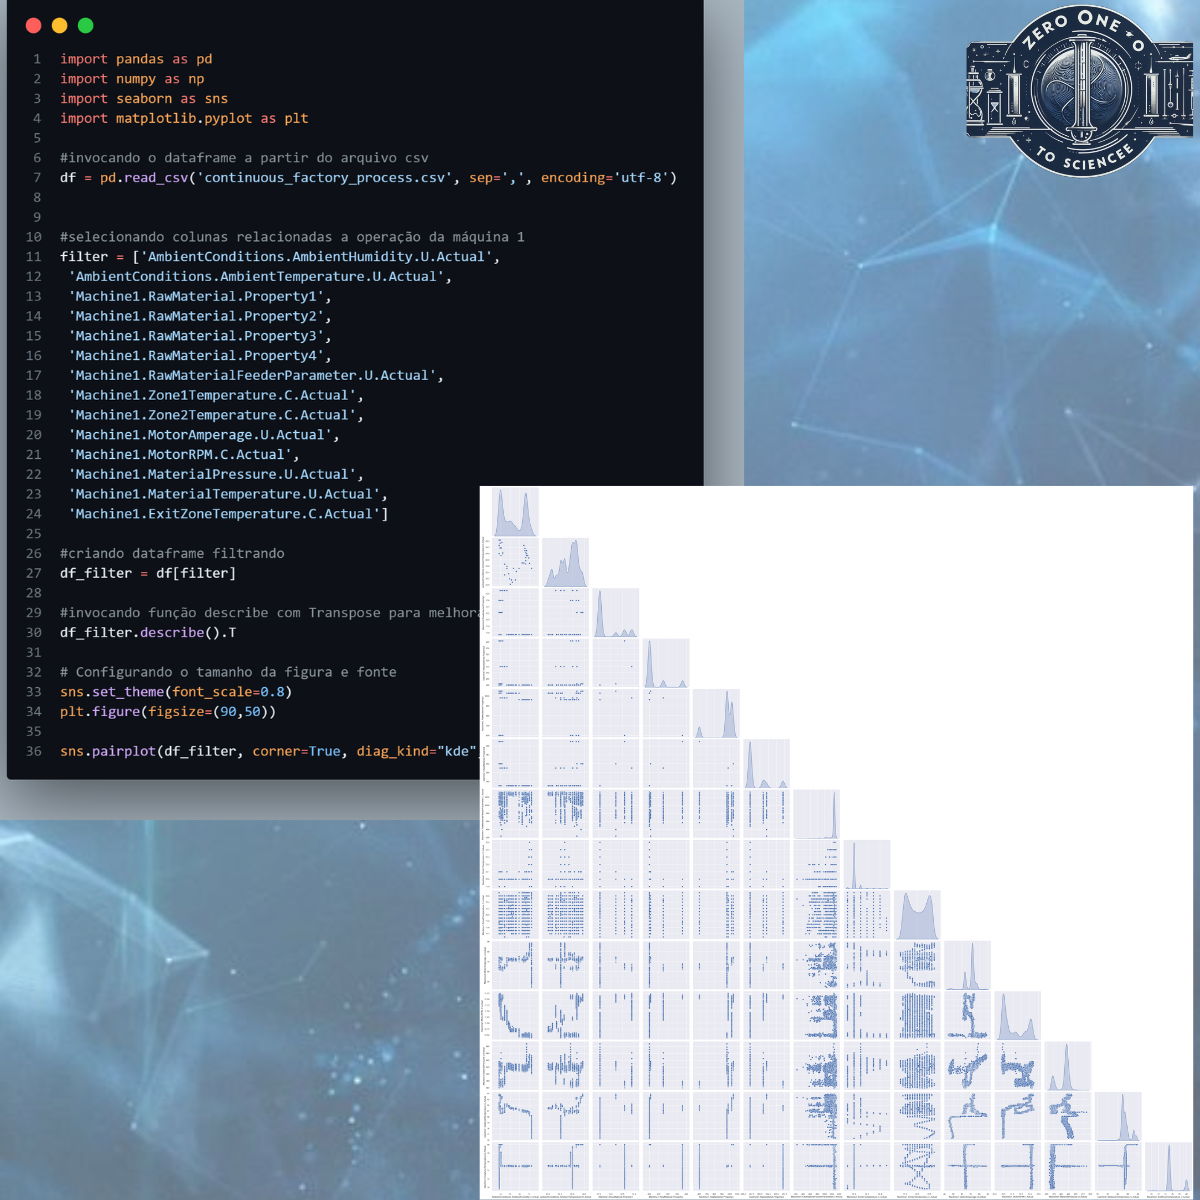 1 import pandas as pd
2 import numpy as np
3 import seaborn as sns
4 import matplotlib.pyplot as plt
5
6 #invocando o dataframe a partir do arquivo csv
7 df = pd.read_csv('continuous_factory_process.csv', sep=',', encoding='utf-8')
8
9
10 #selecionando colunas relacionadas a operação da máquina 1
11 filter = ['AmbientConditions.AmbientHumidity.U.Actual',
12 'AmbientConditions.AmbientTemperature.U.Actual',
13 'Machine1.RawMaterial.Property1',
14 'Machine1.RawMaterial.Property2',
15 'Machine1.RawMaterial.Property3',
16 'Machine1.RawMaterial.Property4',
17 'Machine1.RawMaterialFeederParameter.U.Actual',
18 'Machine1.Zone1Temperature.C.Actual',
19 'Machine1.Zone2Temperature.C.Actual',
20 'Machine1.MotorAmperage.U.Actual',
21 'Machine1.MotorRPM.C.Actual',
22 'Machine1.MaterialPressure.U.Actual',
23 'Machine1.MaterialTemperature.U.Actual',
24 'Machine1.ExitZoneTemperature.C.Actual']
25
26 #criando dataframe filtrando
27 df_filter = df[filter]
28
29 #invocando função describe com Transpose para melhora
30 df_filter.describe().T
31
32 # Configurando o tamanho da figura e fonte
33 sns.set_theme(font_scale=0.8)
34 plt.figure(figsize=(90,50))
35
36 sns.pairplot(df_filter, corner=True, diag_kind="kde"
ZERO ONE
TO SCIENCEE